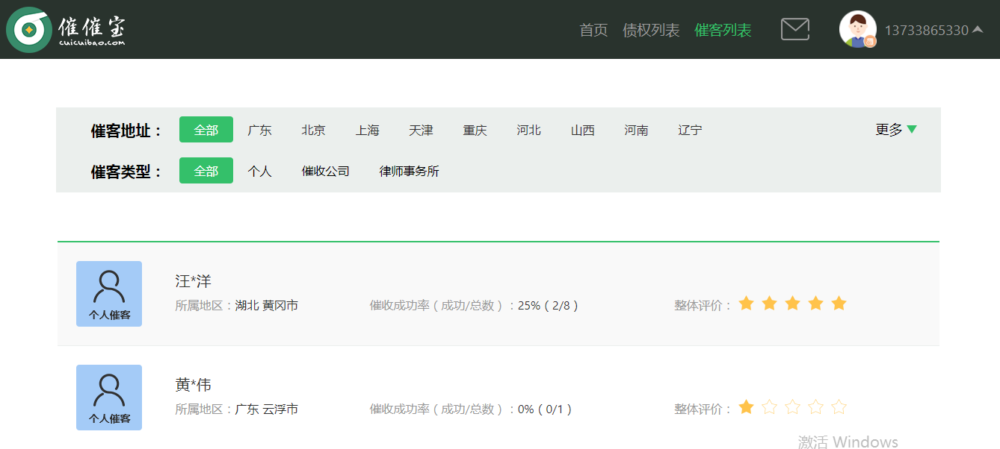 催催宝
cuicuibao.com
首页 债权列表 催客列表 13733865330
催客地址： 全部 广东 北京 上海 天津 重庆 河北 山西 河南 辽宁 更多
催客类型： 全部 个人 催收公司 律师事务所
汪*洋
个人催客 所属地区：湖北 黄冈市 催收成功率（成功/总数）：25%（2/8） 整体评价：
黄*伟
个人催客 所属地区：广东 云浮市 催收成功率（成功/总数）：0%（0/1） 整体评价：
激活 Windows